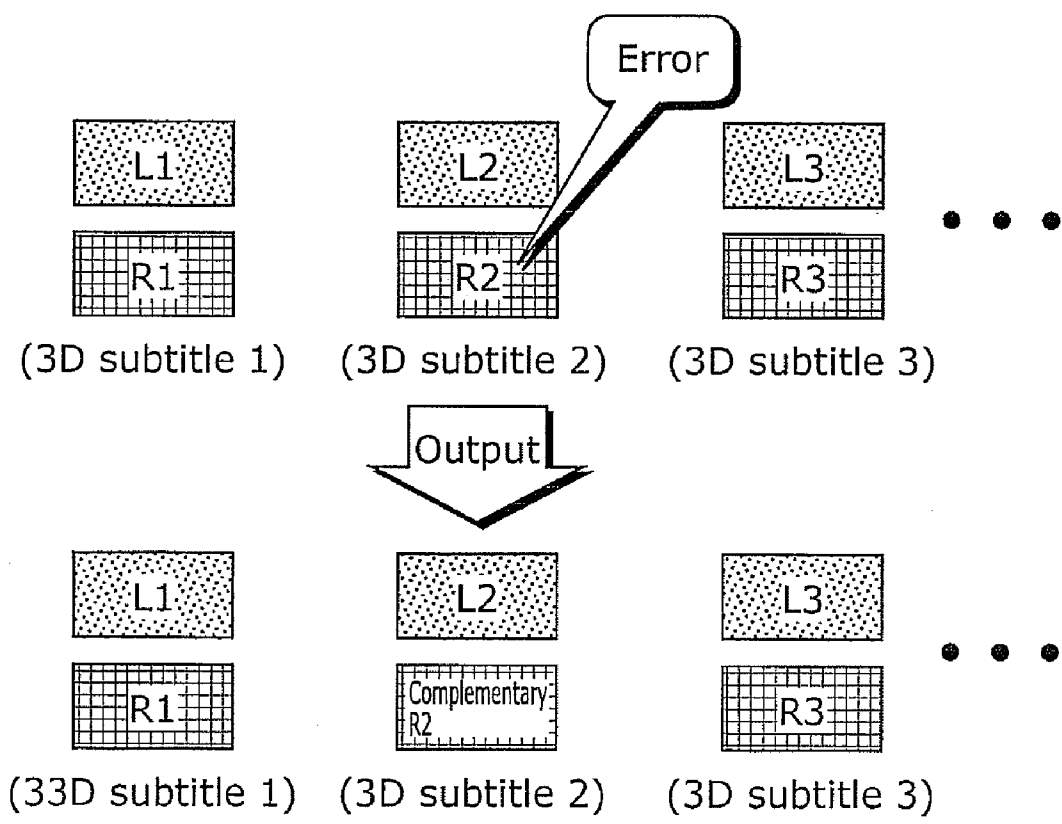 Error
L1 L2 L3
R1 R2 R3
(3D subtitle 1) (3D subtitle 2) (3D subtitle 3)
Output
L1 L2 L3
R1 Complementary R3
R2
(33D subtitle 1) (3D subtitle 2) (3D subtitle 3)